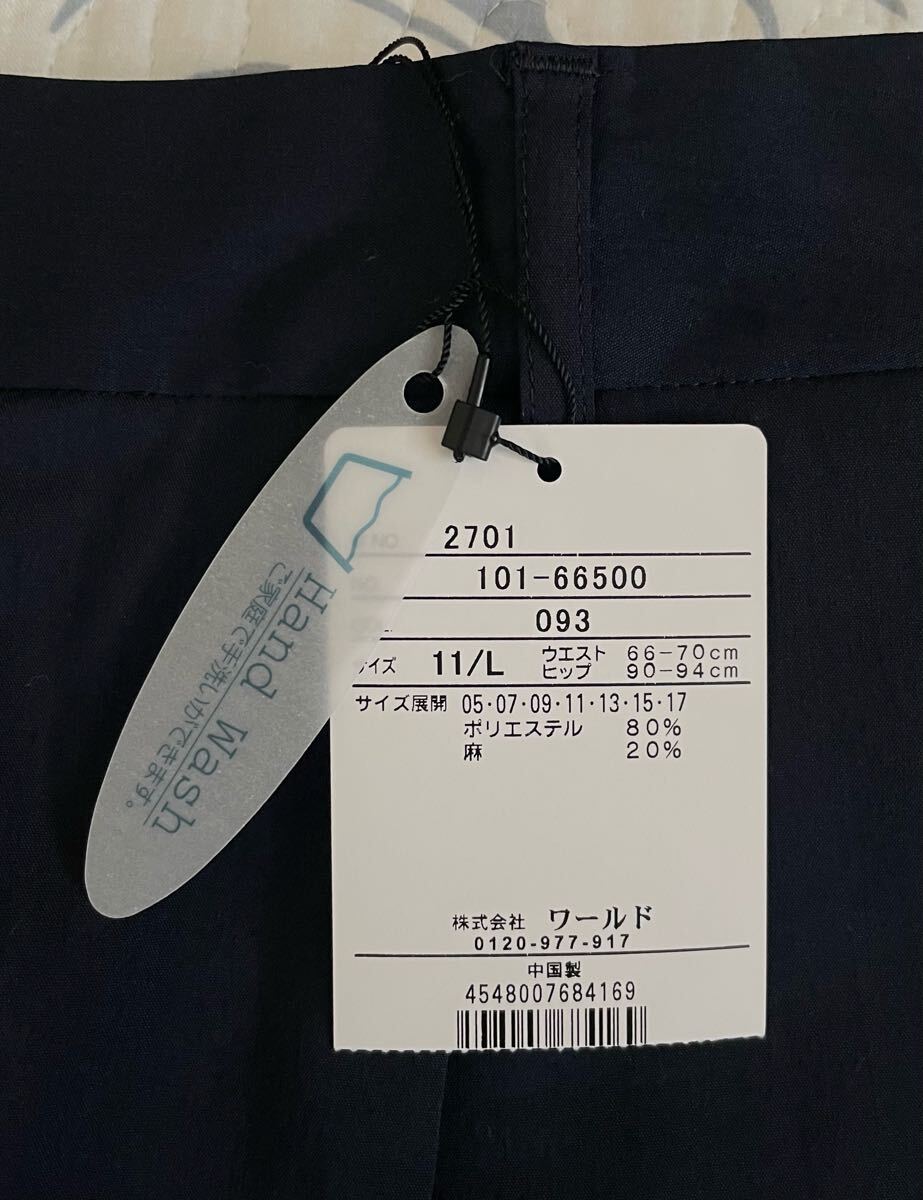 2701
101-66500
093
イズ 11/L ウエスト 66-70cm
ヒップ 90-94cm
サイズ展開 05・07・09・11・13・15・17
ポリエステル 80%
麻 20%
株式会社 ワールド
0120-977-917
中国製
4548007684169
Hand Wash
ご家庭で手洗いができます。